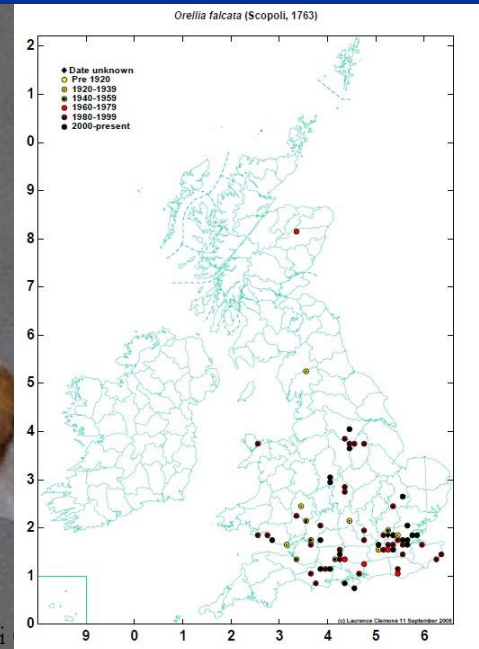 Orellia falcata (Scopoli, 1763)
Date unknown
Pre 1920
1920-1939
1940-1959
1960-1979
1980-1999
2000-present
2
1
0
9
8
7
6
5
4
3
2
1
0
9 0 1 2 3 4 5 6
(c) Laurence Clemons 11 September 2008